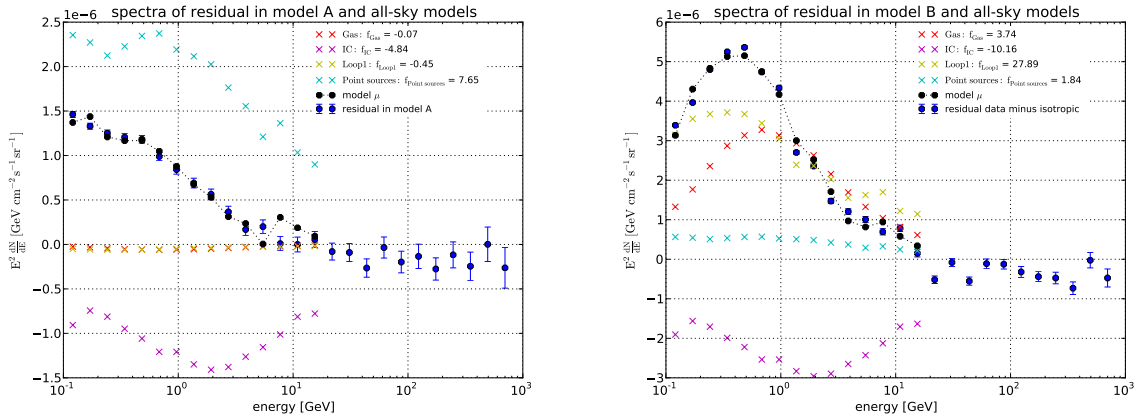 spectra of residual in model A and all-sky models
1e−6
E² dN/dE [GeV cm⁻² s⁻¹ sr⁻¹]
2.5
2.0
1.5
1.0
0.5
0.0
−0.5
−1.0
−1.5
Gas: f_Gas = -0.07
IC: f_IC = -4.84
Loop1: f_Loop1 = -0.45
Point sources: f_Point sources = 7.65
model μ
residual in model A
10⁻¹ 10⁰ 10¹ 10² 10³
energy [GeV]
spectra of residual in model B and all-sky models
1e−6
E² dN/dE [GeV cm⁻² s⁻¹ sr⁻¹]
6
5
4
3
2
1
0
−1
−2
−3
Gas: f_Gas = 3.74
IC: f_IC = -10.16
Loop1: f_Loop1 = 27.89
Point sources: f_Point sources = 1.84
model μ
residual data minus isotropic
10⁻¹ 10⁰ 10¹ 10² 10³
energy [GeV]